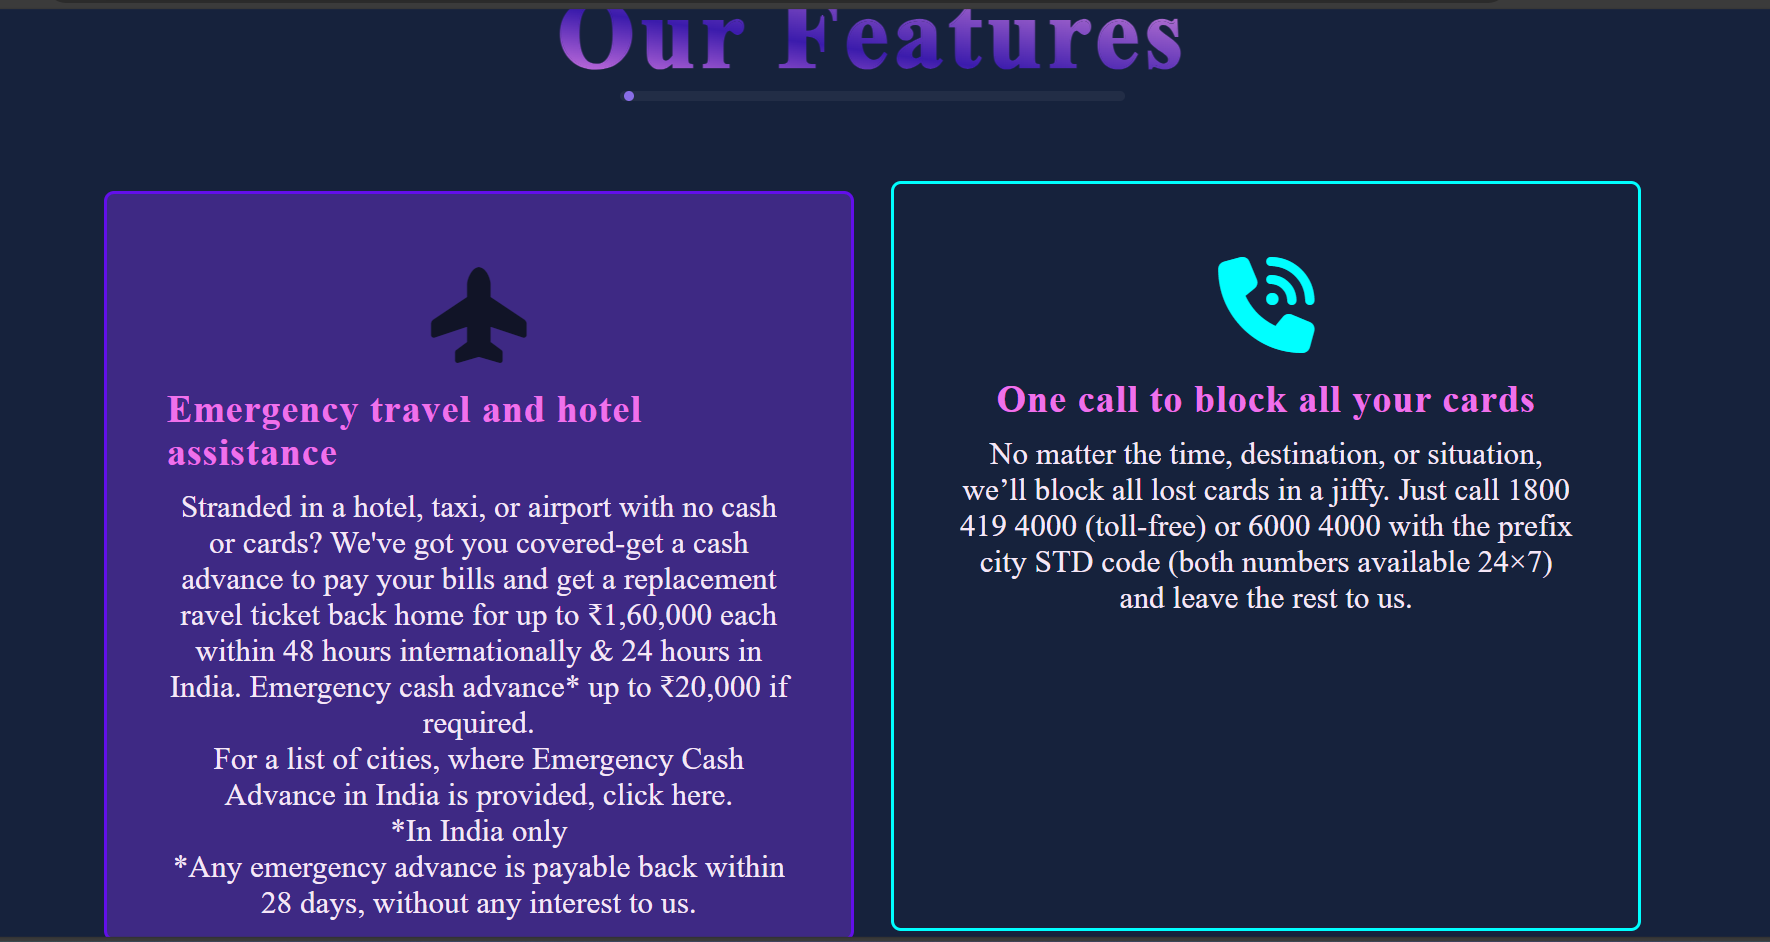 Our Features
Emergency travel and hotel
assistance
Stranded in a hotel, taxi, or airport with no cash
or cards? We've got you covered-get a cash
advance to pay your bills and get a replacement
ravel ticket back home for up to ₹1,60,000 each
within 48 hours internationally & 24 hours in
India. Emergency cash advance* up to ₹20,000 if
required.
For a list of cities, where Emergency Cash
Advance in India is provided, click here.
*In India only
*Any emergency advance is payable back within
28 days, without any interest to us.
One call to block all your cards
No matter the time, destination, or situation,
we’ll block all lost cards in a jiffy. Just call 1800
419 4000 (toll-free) or 6000 4000 with the prefix
city STD code (both numbers available 24×7)
and leave the rest to us.